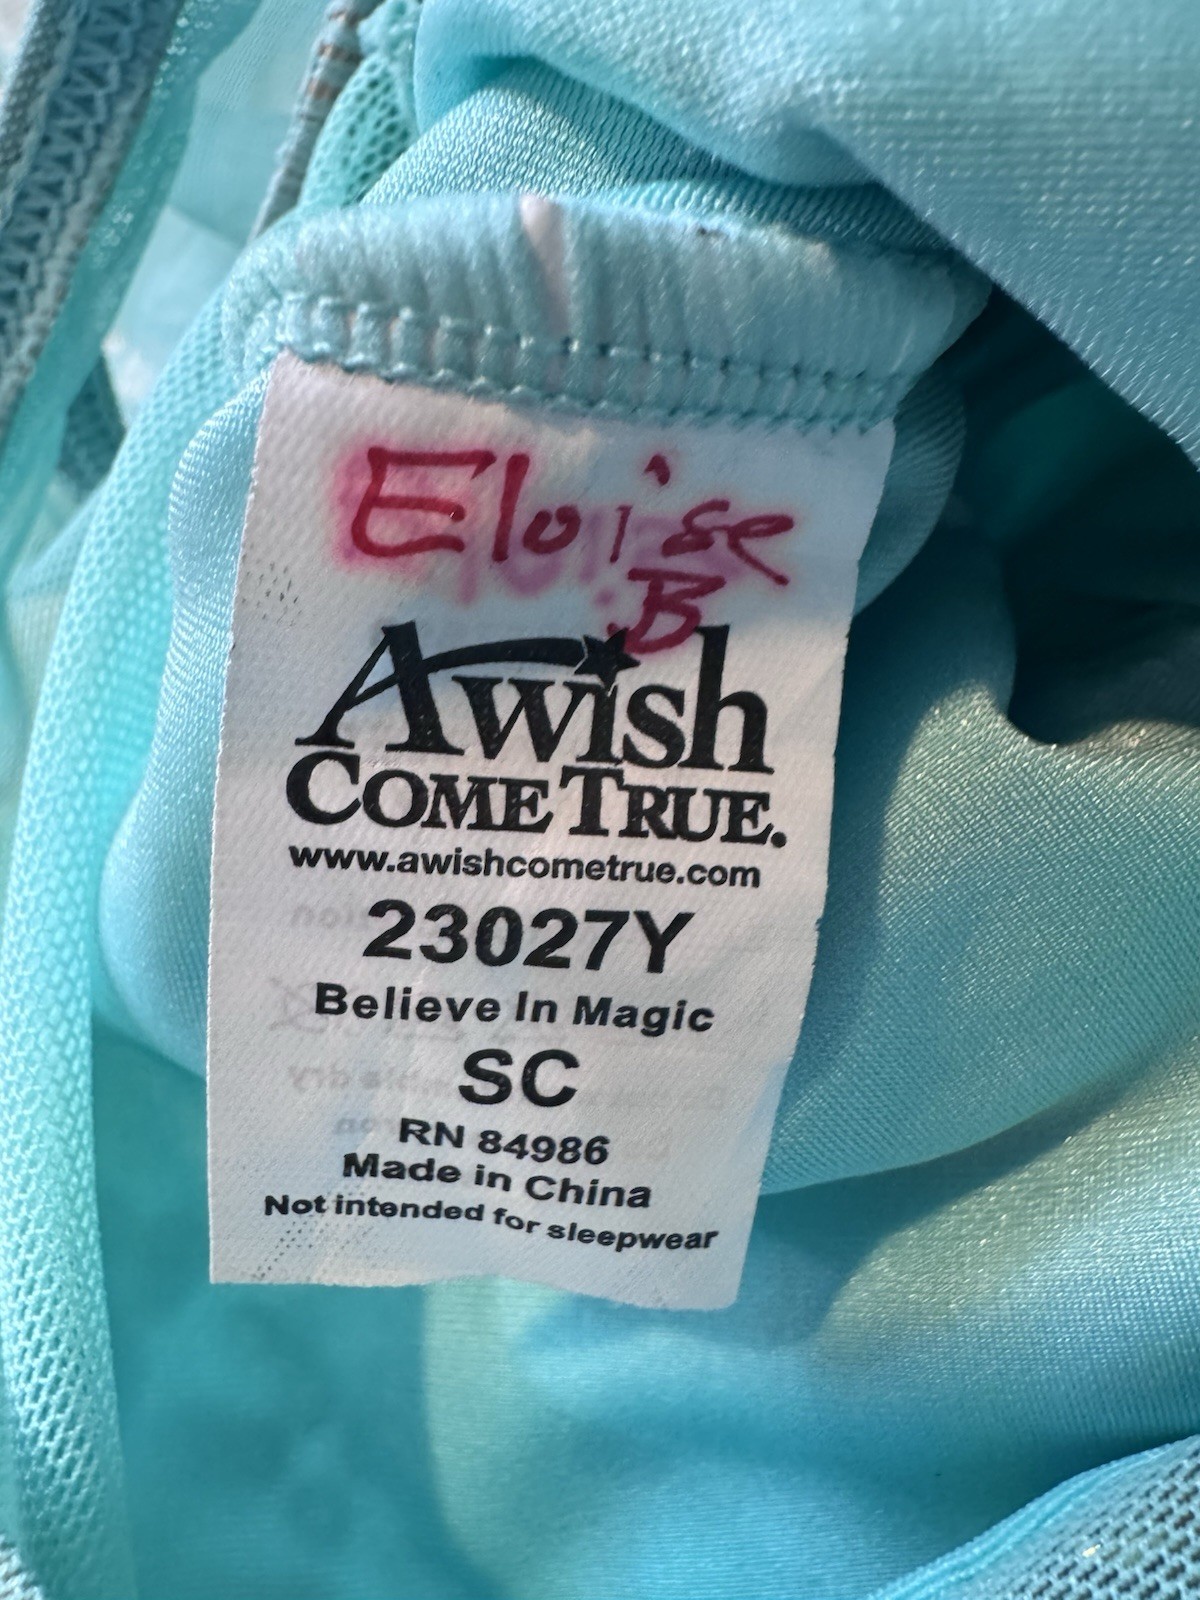 Eloise
B
A wish
COME TRUE.
www.awishcometrue.com
23027Y
Believe In Magic
SC
RN 84986
Made in China
Not intended for sleepwear